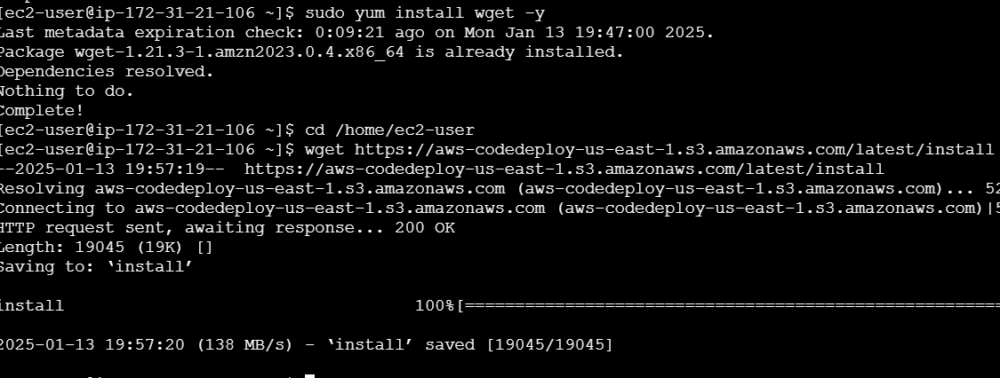 [ec2-user@ip-172-31-21-106 ~]$ sudo yum install wget -y
Last metadata expiration check: 0:09:21 ago on Mon Jan 13 19:47:00 2025.
Package wget-1.21.3-1.amzn2023.0.4.x86_64 is already installed.
Dependencies resolved.
Nothing to do.
Complete!
[ec2-user@ip-172-31-21-106 ~]$ cd /home/ec2-user
[ec2-user@ip-172-31-21-106 ~]$ wget https://aws-codedeploy-us-east-1.s3.amazonaws.com/latest/install
--2025-01-13 19:57:19--  https://aws-codedeploy-us-east-1.s3.amazonaws.com/latest/install
Resolving aws-codedeploy-us-east-1.s3.amazonaws.com (aws-codedeploy-us-east-1.s3.amazonaws.com)... 52
Connecting to aws-codedeploy-us-east-1.s3.amazonaws.com (aws-codedeploy-us-east-1.s3.amazonaws.com)|5
HTTP request sent, awaiting response... 200 OK
Length: 19045 (19K) []
Saving to: ‘install’
install 100%[=====================================================
2025-01-13 19:57:20 (138 MB/s) - ‘install’ saved [19045/19045]